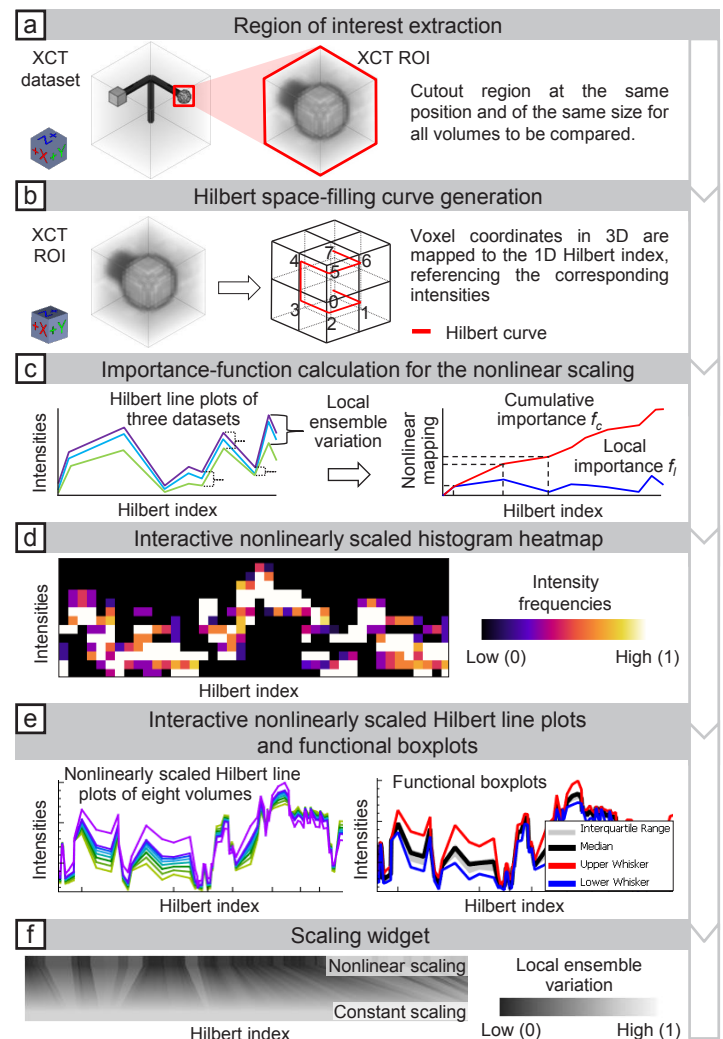 a
Region of interest extraction
XCT
dataset
XCT ROI
Cutout region at the same
position and of the same size for
all volumes to be compared.
Z+
+X
+Y
b
Hilbert space-filling curve generation
XCT
ROI
7
4
6
5
3
0
1
2
Voxel coordinates in 3D are
mapped to the 1D Hilbert index,
referencing the corresponding
intensities
Hilbert curve
Z+
+X
+Y
c
Importance-function calculation for the nonlinear scaling
Hilbert line plots of
three datasets
Local
ensemble
variation
Intensities
Hilbert index
Cumulative
importance fc
Local
importance fl
Nonlinear
mapping
Hilbert index
d
Interactive nonlinearly scaled histogram heatmap
Intensities
Hilbert index
Intensity
frequencies
Low (0)
High (1)
e
Interactive nonlinearly scaled Hilbert line plots
and functional boxplots
Nonlinearly scaled Hilbert line
plots of eight volumes
Intensities
Hilbert index
Functional boxplots
Intensities
Interquartile Range
Median
Upper Whisker
Lower Whisker
Hilbert index
f
Scaling widget
Nonlinear scaling
Constant scaling
Hilbert index
Local ensemble
variation
Low (0)
High (1)